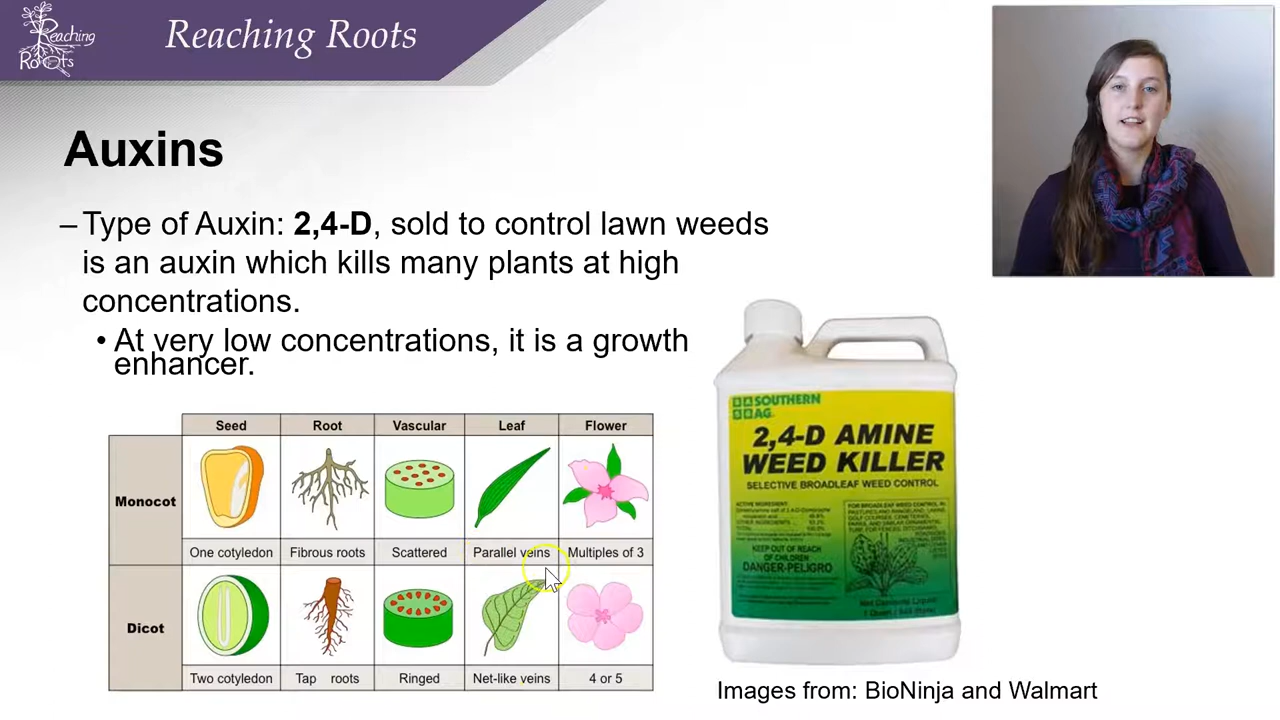 Reaching
Roots
Reaching Roots
Auxins
– Type of Auxin: 2,4-D, sold to control lawn weeds
is an auxin which kills many plants at high
concentrations.
• At very low concentrations, it is a growth
enhancer.
Seed Root Vascular Leaf Flower
Monocot
One cotyledon Fibrous roots Scattered Parallel veins Multiples of 3
Dicot
Two cotyledon Tap roots Ringed Net-like veins 4 or 5
SOUTHERN
AG
2,4-D AMINE
WEED KILLER
SELECTIVE BROADLEAF WEED CONTROL
ACTIVE INGREDIENT
KEEP OUT OF REACH
OF CHILDREN
DANGER-PELIGRO
Images from: BioNinja and Walmart